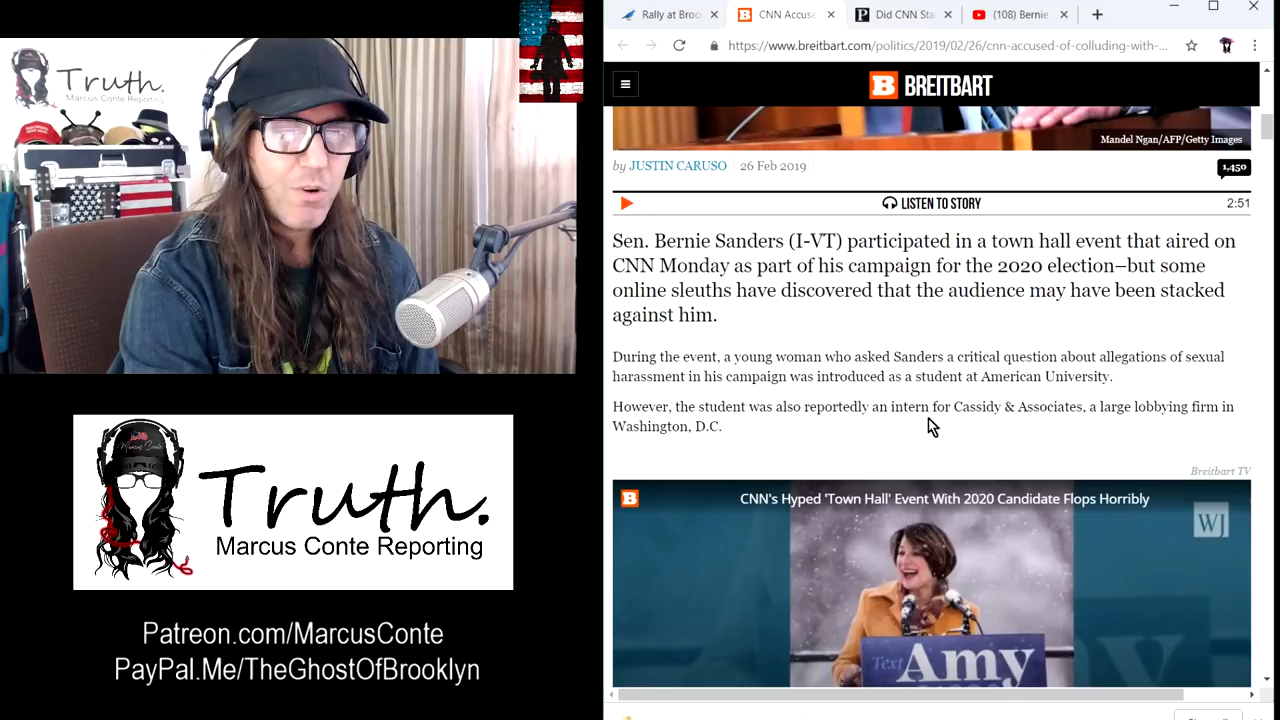 Truth.
Marcus Conte Reporting
Truth.
Marcus Conte Reporting
Patreon.com/MarcusConte
PayPal.Me/TheGhostOfBrooklyn
Rally at Broo
CNN Accuse
Did CNN Sta
(108) Bernie
https://www.breitbart.com/politics/2019/02/26/cnn-accused-of-colluding-with-...
B BREITBART
Mandel Ngan/AFP/Getty Images
by JUSTIN CARUSO 26 Feb 2019
1,450
LISTEN TO STORY
2:51
Sen. Bernie Sanders (I-VT) participated in a town hall event that aired on
CNN Monday as part of his campaign for the 2020 election–but some
online sleuths have discovered that the audience may have been stacked
against him.
During the event, a young woman who asked Sanders a critical question about allegations of sexual
harassment in his campaign was introduced as a student at American University.
However, the student was also reportedly an intern for Cassidy & Associates, a large lobbying firm in
Washington, D.C.
Breitbart TV
B CNN's Hyped 'Town Hall' Event With 2020 Candidate Flops Horribly
WJ
Text Amy